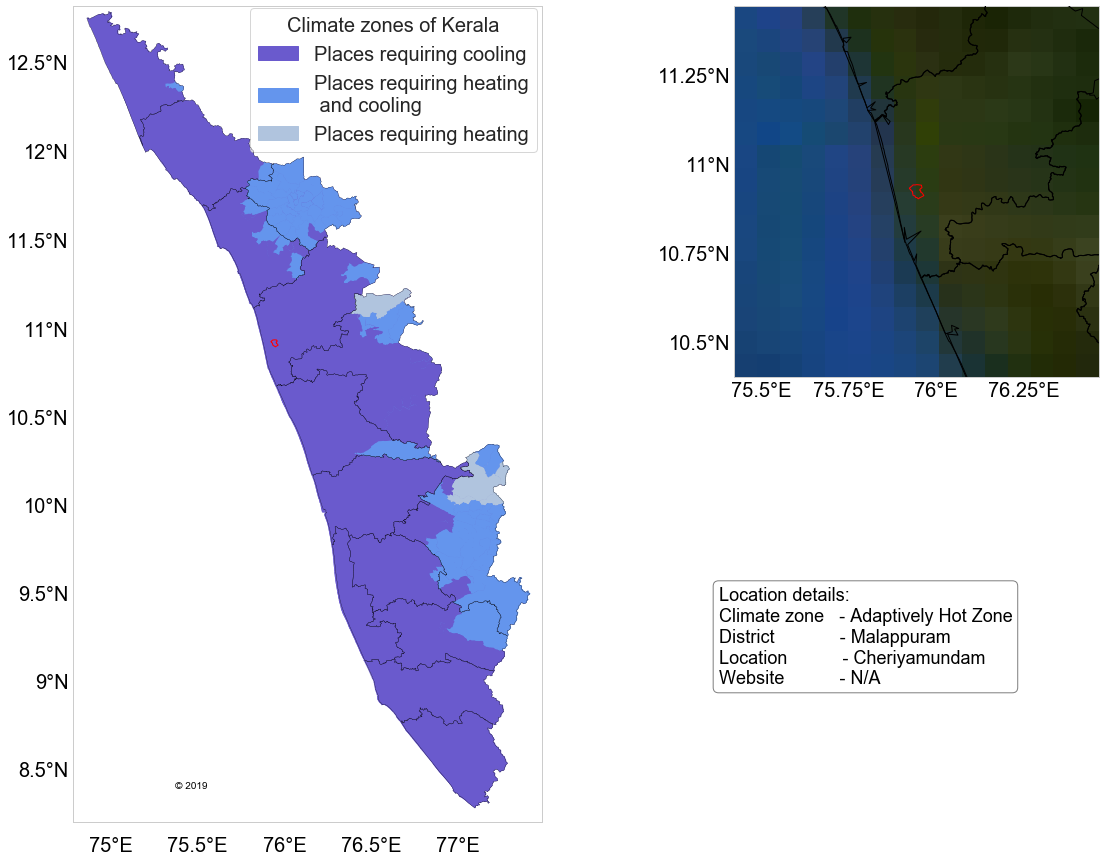 Climate zones of Kerala
Places requiring cooling
Places requiring heating
and cooling
Places requiring heating
12.5°N
12°N
11.5°N
11°N
10.5°N
10°N
9.5°N
9°N
8.5°N
© 2019
75°E 75.5°E 76°E 76.5°E 77°E
11.25°N
11°N
10.75°N
10.5°N
75.5°E 75.75°E 76°E 76.25°E
Location details:
Climate zone - Adaptively Hot Zone
District - Malappuram
Location - Cheriyamundam
Website - N/A